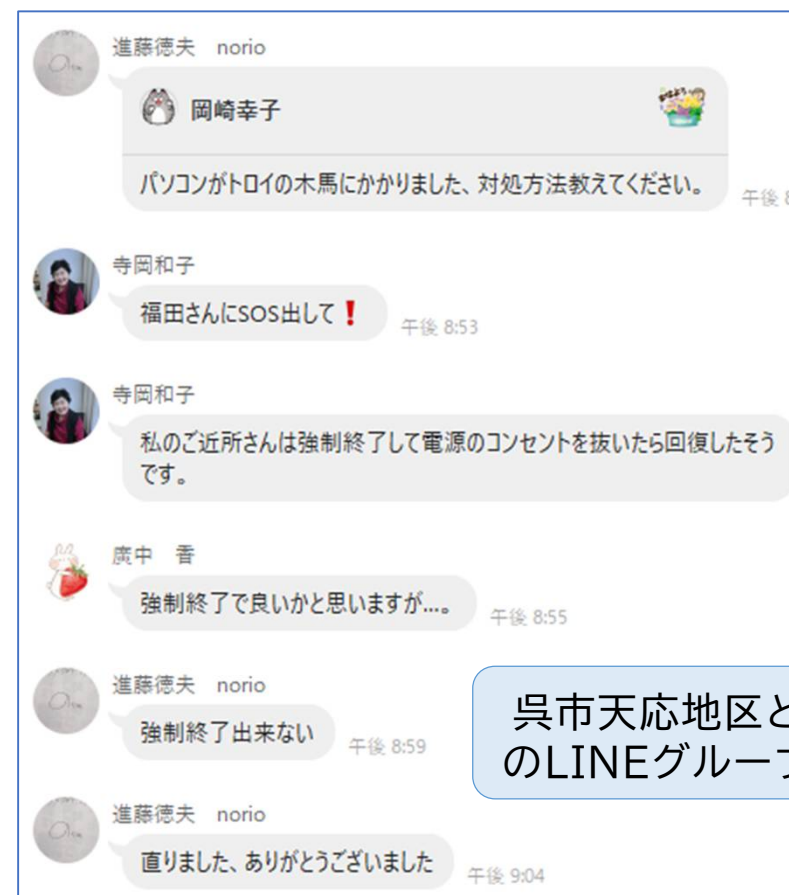 進藤徳夫 norio
岡崎幸子
パソコンがトロイの木馬にかかりました、対処方法教えてください。
午後 8
寺岡和子
福田さんにSOS出して❗
午後 8:53
寺岡和子
私のご近所さんは強制終了して電源のコンセントを抜いたら回復したそう
です。
廣中 香
強制終了で良いかと思いますが...。
午後 8:55
進藤徳夫 norio
強制終了出来ない
午後 8:59
呉市天応地区と
のLINEグループ
進藤徳夫 norio
直りました、ありがとうございました
午後 9:04